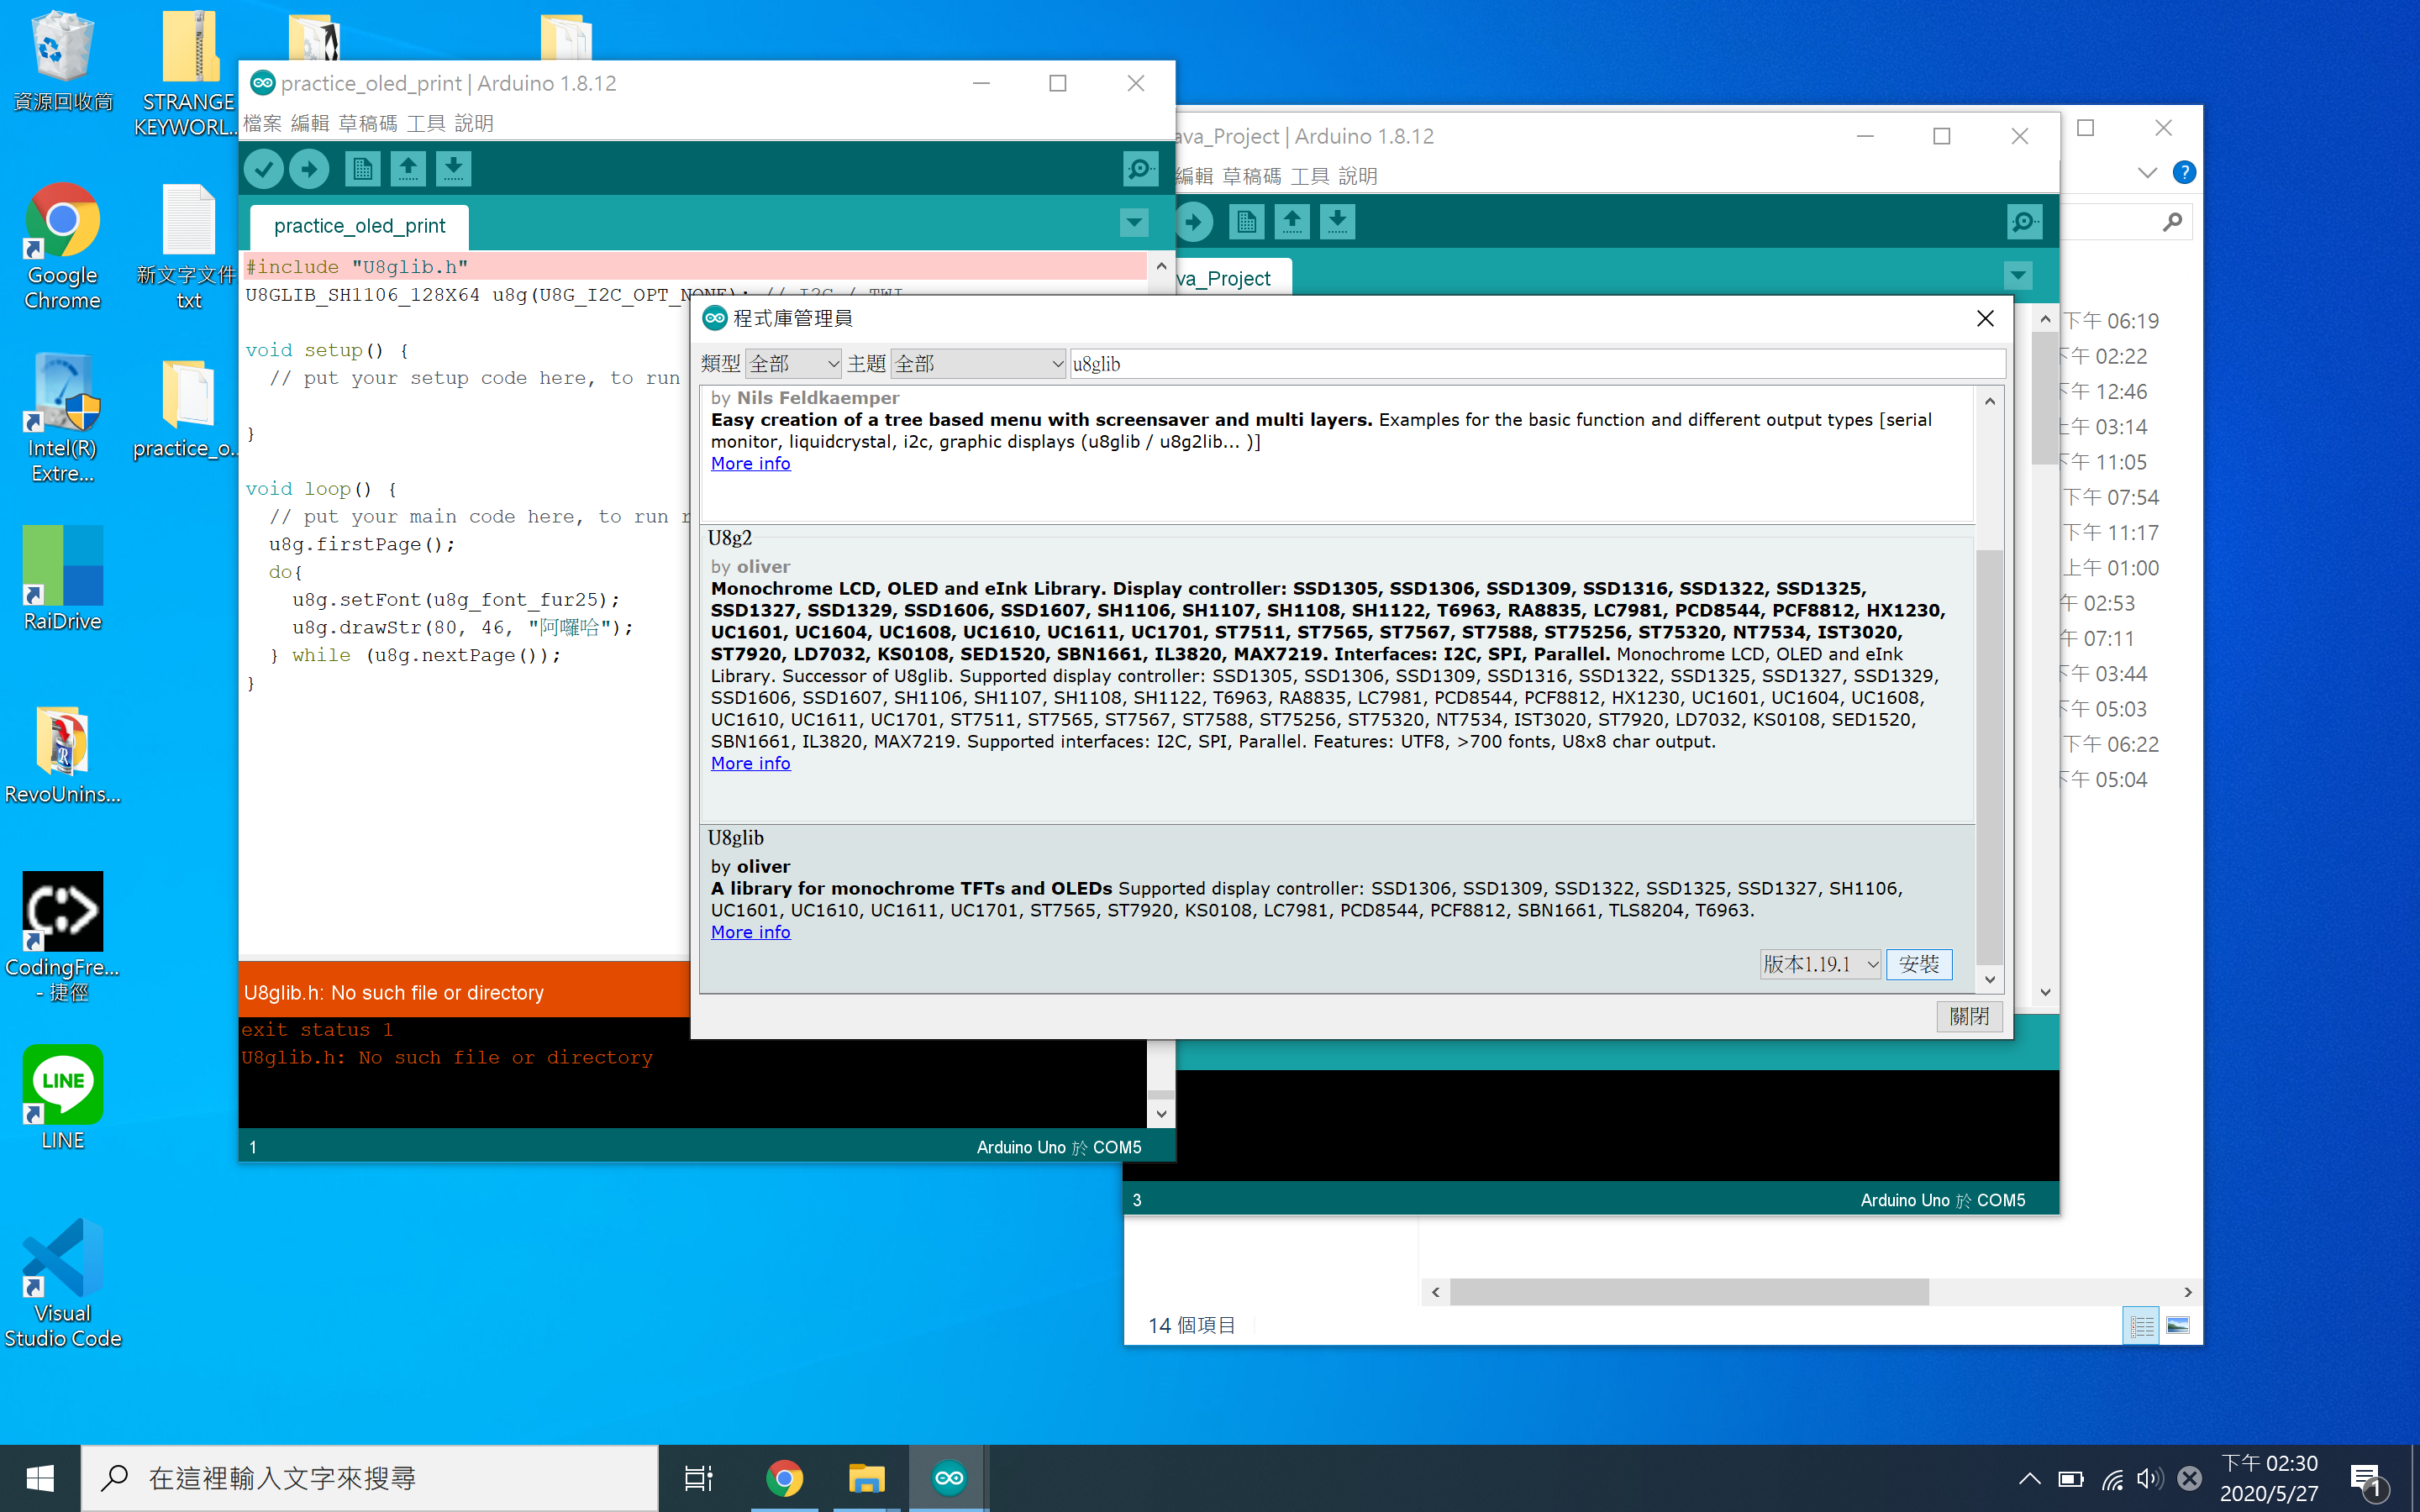 資源回收筒
STRANGE
KEYWORL...
Google
Chrome
新文字文件
txt
Intel(R)
Extre...
practice_o...
RaiDrive
RevoUnins...
CodingFre...
- 捷徑
LINE
LINE
Visual
Studio Code
practice_oled_print | Arduino 1.8.12
檔案 編輯 草稿碼 工具 說明
practice_oled_print
#include "U8glib.h"
U8GLIB_SH1106_128X64 u8g(U8G_I2C_OPT_NONE); // I2C / TWI
void setup() {
// put your setup code here, to run
}
void loop() {
// put your main code here, to run r
u8g.firstPage();
do{
u8g.setFont(u8g_font_fur25);
u8g.drawStr(80, 46, "阿囉哈");
} while (u8g.nextPage());
}
U8glib.h: No such file or directory
exit status 1
U8glib.h: No such file or directory
1
Arduino Uno 於 COM5
ava_Project | Arduino 1.8.12
編輯 草稿碼 工具 說明
va_Project
3
Arduino Uno 於 COM5
程式庫管理員
類型 全部 主題 全部 u8glib
by Nils Feldkaemper
Easy creation of a tree based menu with screensaver and multi layers. Examples for the basic function and different output types [serial
monitor, liquidcrystal, i2c, graphic displays (u8glib / u8g2lib... )]
More info
U8g2
by oliver
Monochrome LCD, OLED and eInk Library. Display controller: SSD1305, SSD1306, SSD1309, SSD1316, SSD1322, SSD1325,
SSD1327, SSD1329, SSD1606, SSD1607, SH1106, SH1107, SH1108, SH1122, T6963, RA8835, LC7981, PCD8544, PCF8812, HX1230,
UC1601, UC1604, UC1608, UC1610, UC1611, UC1701, ST7511, ST7565, ST7567, ST7588, ST75256, ST75320, NT7534, IST3020,
ST7920, LD7032, KS0108, SED1520, SBN1661, IL3820, MAX7219. Interfaces: I2C, SPI, Parallel. Monochrome LCD, OLED and eInk
Library. Successor of U8glib. Supported display controller: SSD1305, SSD1306, SSD1309, SSD1316, SSD1322, SSD1325, SSD1327, SSD1329,
SSD1606, SSD1607, SH1106, SH1107, SH1108, SH1122, T6963, RA8835, LC7981, PCD8544, PCF8812, HX1230, UC1601, UC1604, UC1608,
UC1610, UC1611, UC1701, ST7511, ST7565, ST7567, ST7588, ST75256, ST75320, NT7534, IST3020, ST7920, LD7032, KS0108, SED1520,
SBN1661, IL3820, MAX7219. Supported interfaces: I2C, SPI, Parallel. Features: UTF8, >700 fonts, U8x8 char output.
More info
U8glib
by oliver
A library for monochrome TFTs and OLEDs Supported display controller: SSD1306, SSD1309, SSD1322, SSD1325, SSD1327, SH1106,
UC1601, UC1610, UC1611, UC1701, ST7565, ST7920, KS0108, LC7981, PCD8544, PCF8812, SBN1661, TLS8204, T6963.
More info
版本1.19.1
安裝
關閉
下午 06:19
下午 02:22
下午 12:46
上午 03:14
下午 11:05
下午 07:54
下午 11:17
上午 01:00
午 02:53
午 07:11
下午 03:44
下午 05:03
下午 06:22
下午 05:04
14 個項目
在這裡輸入文字來搜尋
下午 02:30
2020/5/27
1